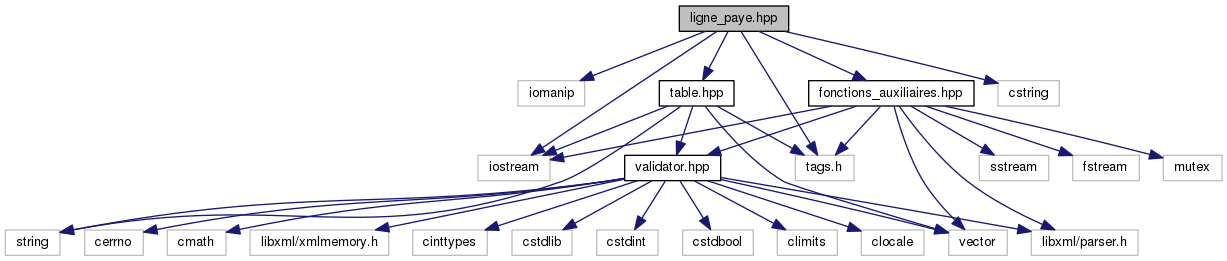 ligne_paye.hpp
iomanip
table.hpp
fonctions_auxiliaires.hpp
cstring
iostream
validator.hpp
tags.h
sstream
fstream
mutex
string
cerrno
cmath
libxml/xmlmemory.h
cinttypes
cstdlib
cstdint
cstdbool
climits
clocale
vector
libxml/parser.h